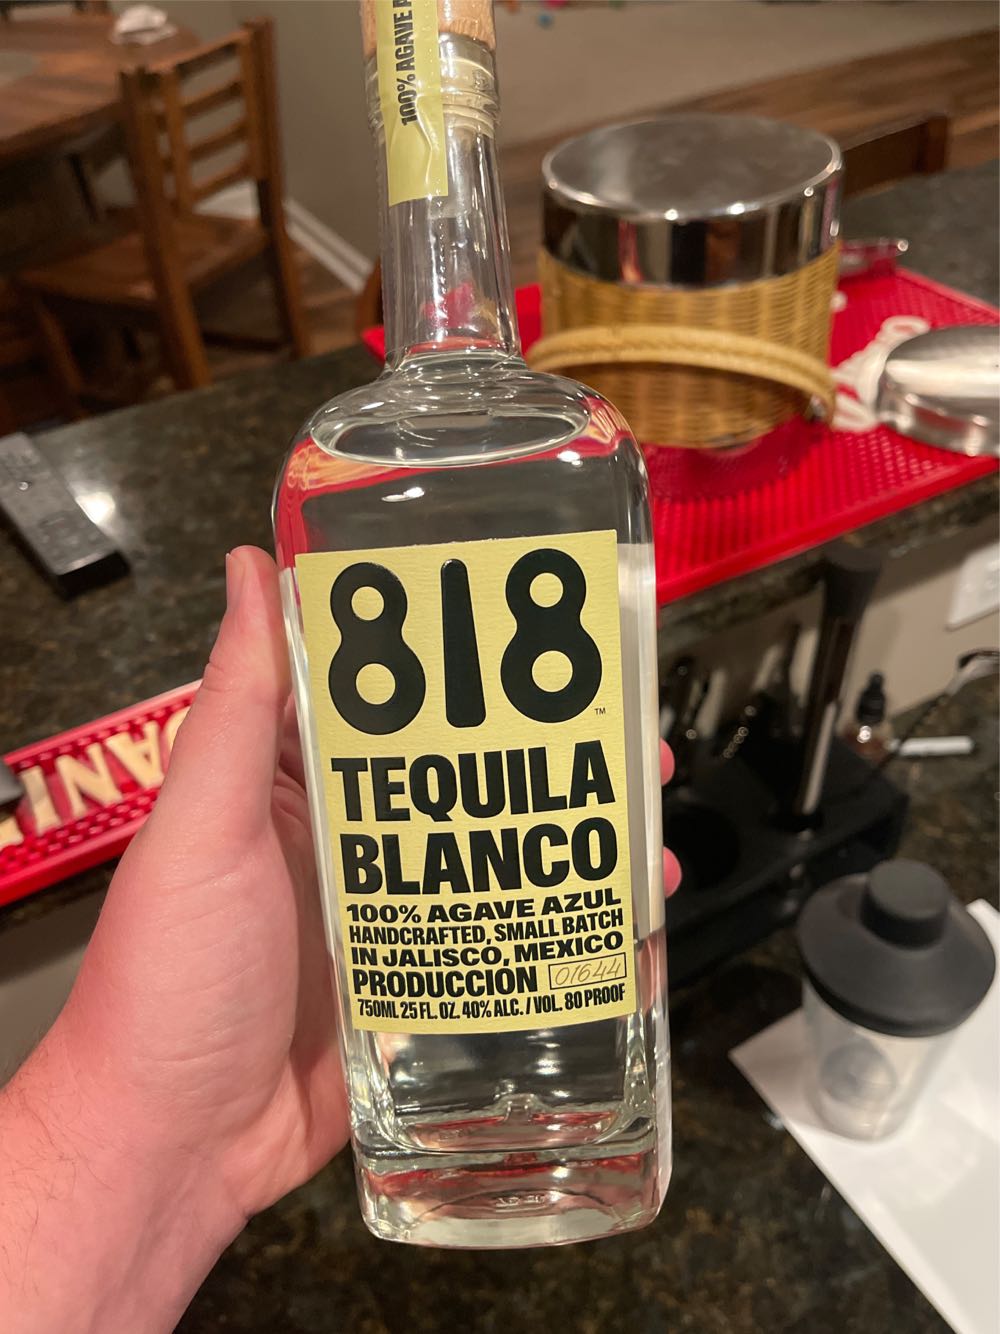 100% AGAVE A
818
™
TEQUILA
BLANCO
100% AGAVE AZUL
HANDCRAFTED, SMALL BATCH
IN JALISCO, MEXICO
PRODUCCIÓN 01644
750ML 25 FL. OZ. 40% ALC. / VOL. 80 PROOF